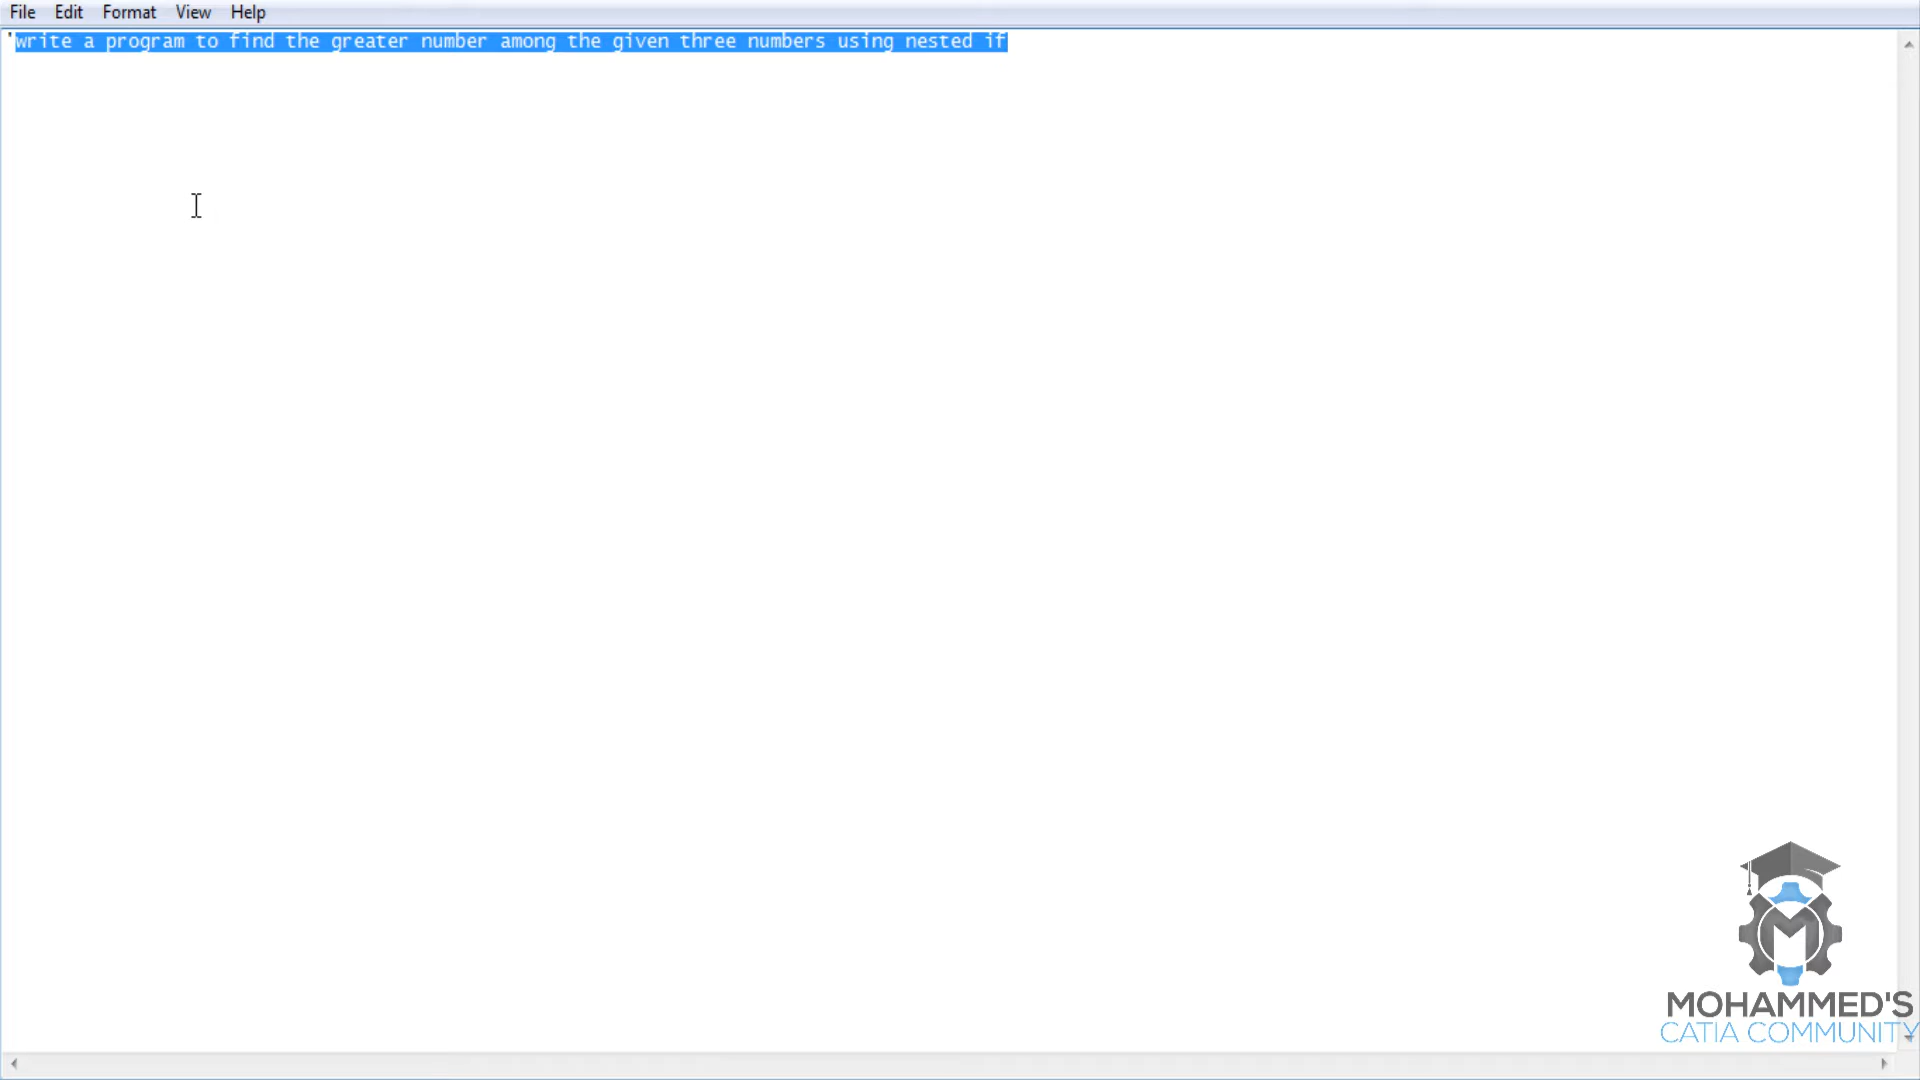 File Edit Format View Help
'write a program to find the greater number among the given three numbers using nested if
MOHAMMED'S
CATIA COMMUNITY